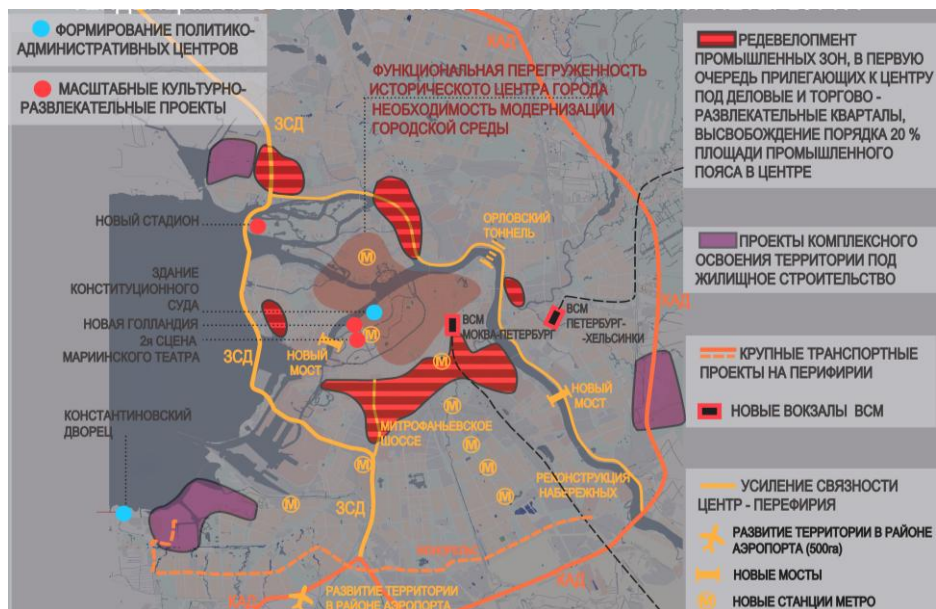 ФОРМИРОВАНИЕ ПОЛИТИКО-
АДМИНИСТРАТИВНЫХ ЦЕНТРОВ
МАСШТАБНЫЕ КУЛЬТУРНО-
РАЗВЛЕКАТЕЛЬНЫЕ ПРОЕКТЫ
ФУНКЦИОНАЛЬНАЯ ПЕРЕГРУЖЕННОСТЬ
ИСТОРИЧЕСКОГО ЦЕНТРА ГОРОДА
НЕОБХОДИМОСТЬ МОДЕРНИЗАЦИИ
ГОРОДСКОЙ СРЕДЫ
КАД
ЗСД
НОВЫЙ СТАДИОН
ЗДАНИЕ
КОНСТИТУЦИОННОГО
СУДА
НОВАЯ ГОЛЛАНДИЯ
2я СЦЕНА
МАРИИНСКОГО ТЕАТРА
КОНСТАНТИНОВСКИЙ
ДВОРЕЦ
ОРЛОВСКИЙ
ТОННЕЛЬ
М
ВСМ
МОКВА-ПЕТЕРБУРГ
ВСМ
ПЕТЕРБУРГ-
-ХЕЛЬСИНКИ
КАД
ЗСД
НОВЫЙ
МОСТ
М
М
НОВЫЙ
МОСТ
М
МИТРОФАНЬЕВСКОЕ
ШОССЕ
М
М
М
М
М
М
РЕКОНСТРУКЦИЯ
НАБЕРЕЖНЫХ
ЗСД
КАД
КАД
РАЗВИТИЕ ТЕРРИТОРИИ
В РАЙОНЕ АЭРОПОРТА
РЕДЕВЕЛОПМЕНТ
ПРОМЫШЛЕННЫХ ЗОН, В ПЕРВУЮ
ОЧЕРЕДЬ ПРИЛЕГАЮЩИХ К ЦЕНТРУ
ПОД ДЕЛОВЫЕ И ТОРГОВО -
РАЗВЛЕКАТЕЛЬНЫЕ КВАРТАЛЫ,
ВЫСВОБОЖДЕНИЕ ПОРЯДКА 20 %
ПЛОЩАДИ ПРОМЫШЛЕННОГО
ПОЯСА В ЦЕНТРЕ
ПРОЕКТЫ КОМПЛЕКСНОГО
ОСВОЕНИЯ ТЕРРИТОРИИ ПОД
ЖИЛИЩНОЕ СТРОИТЕЛЬСТВО
КРУПНЫЕ ТРАНСПОРТНЫЕ
ПРОЕКТЫ НА ПЕРИФИРИИ
НОВЫЕ ВОКЗАЛЫ ВСМ
УСИЛЕНИЕ СВЯЗНОСТИ
ЦЕНТР - ПЕРЕФИРИЯ
РАЗВИТИЕ ТЕРРИТОРИИ В РАЙОНЕ
АЭРОПОРТА (500га)
НОВЫЕ МОСТЫ
М НОВЫЕ СТАНЦИИ МЕТРО